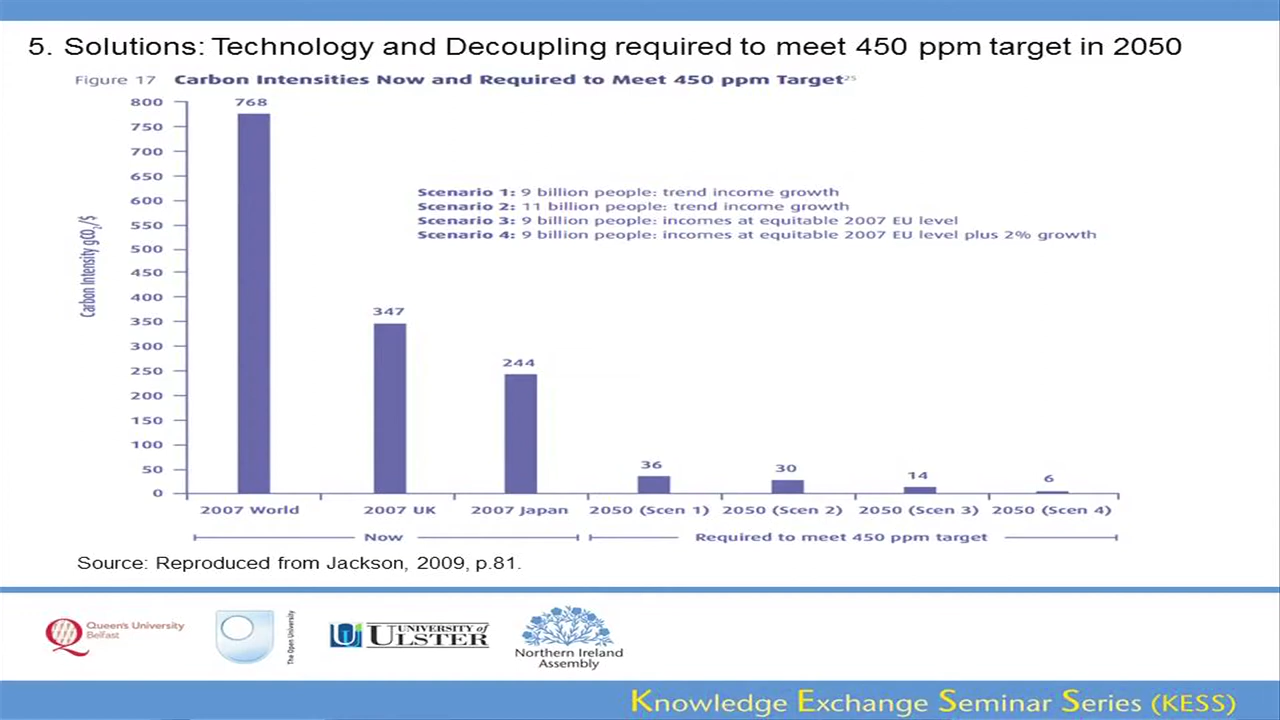 5. Solutions: Technology and Decoupling required to meet 450 ppm target in 2050
Figure 17 Carbon Intensities Now and Required to Meet 450 ppm Target²⁵
800
750
700
650
600
550
500
450
400
350
300
250
200
150
100
50
0
Carbon Intensity gCO₂/$
768
347
244
36
30
14
6
Scenario 1: 9 billion people: trend income growth
Scenario 2: 11 billion people: trend income growth
Scenario 3: 9 billion people: incomes at equitable 2007 EU level
Scenario 4: 9 billion people: incomes at equitable 2007 EU level plus 2% growth
2007 World 2007 UK 2007 Japan 2050 (Scen 1) 2050 (Scen 2) 2050 (Scen 3) 2050 (Scen 4)
Now Required to meet 450 ppm target
Source: Reproduced from Jackson, 2009, p.81.
Queen's University
Belfast
The Open University
UNIVERSITY of
ULSTER
Northern Ireland
Assembly
Knowledge Exchange Seminar Series (KESS)